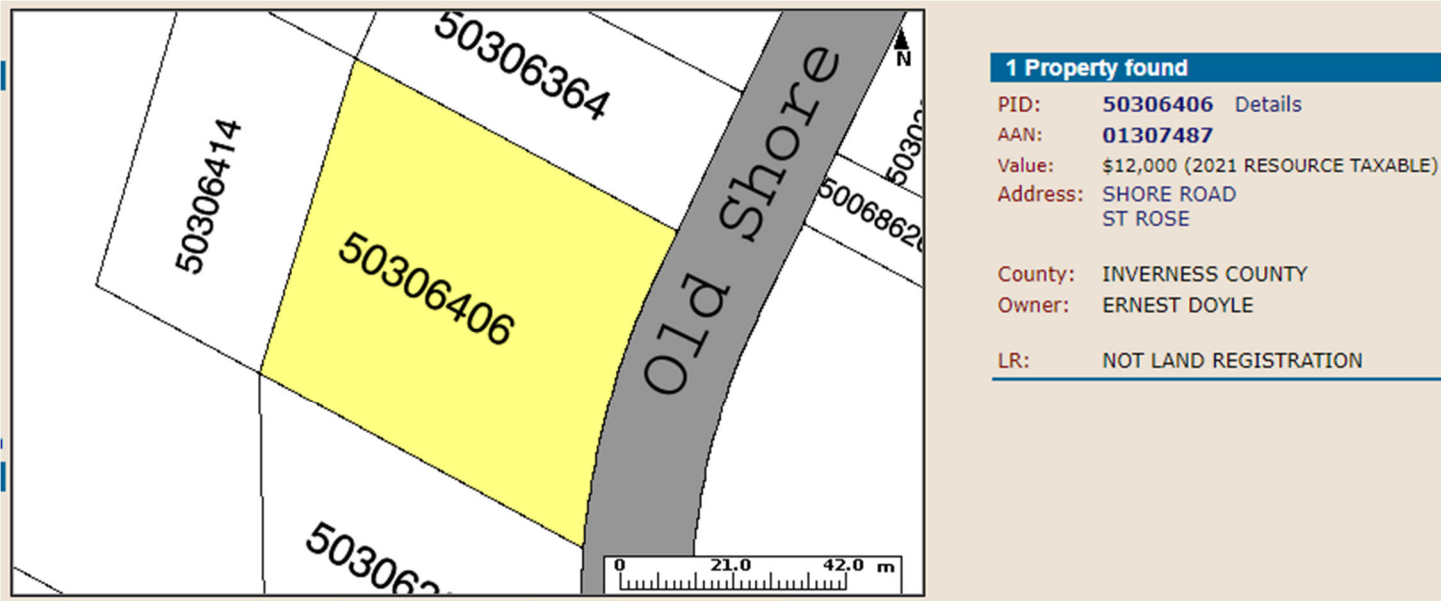 50306364
N
Old Shore
50306414
50306406
0 21.0 42.0 m
1 Property found
PID: 50306406 Details
AAN: 01307487
Value: $12,000 (2021 RESOURCE TAXABLE)
Address: SHORE ROAD
ST ROSE
County: INVERNESS COUNTY
Owner: ERNEST DOYLE
LR: NOT LAND REGISTRATION